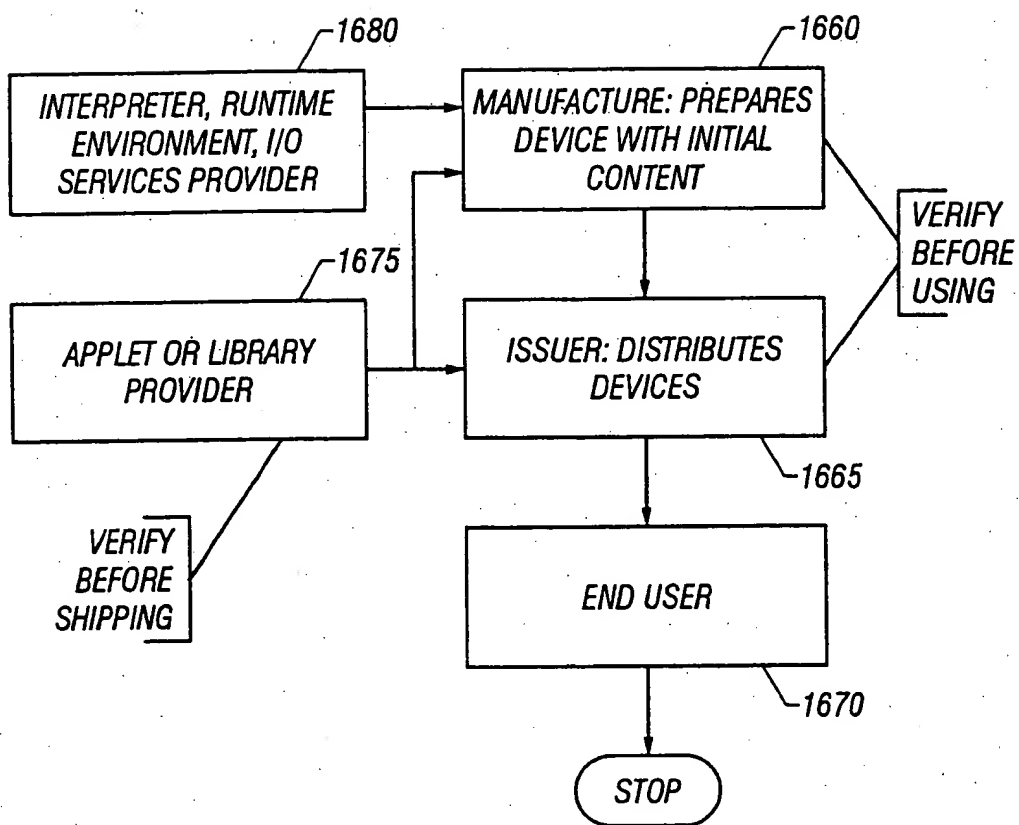 1680
INTERPRETER, RUNTIME
ENVIRONMENT, I/O
SERVICES PROVIDER
1660
MANUFACTURE: PREPARES
DEVICE WITH INITIAL
CONTENT
VERIFY
BEFORE
USING
1675
APPLET OR LIBRARY
PROVIDER
ISSUER: DISTRIBUTES
DEVICES
1665
VERIFY
BEFORE
SHIPPING
END USER
1670
STOP